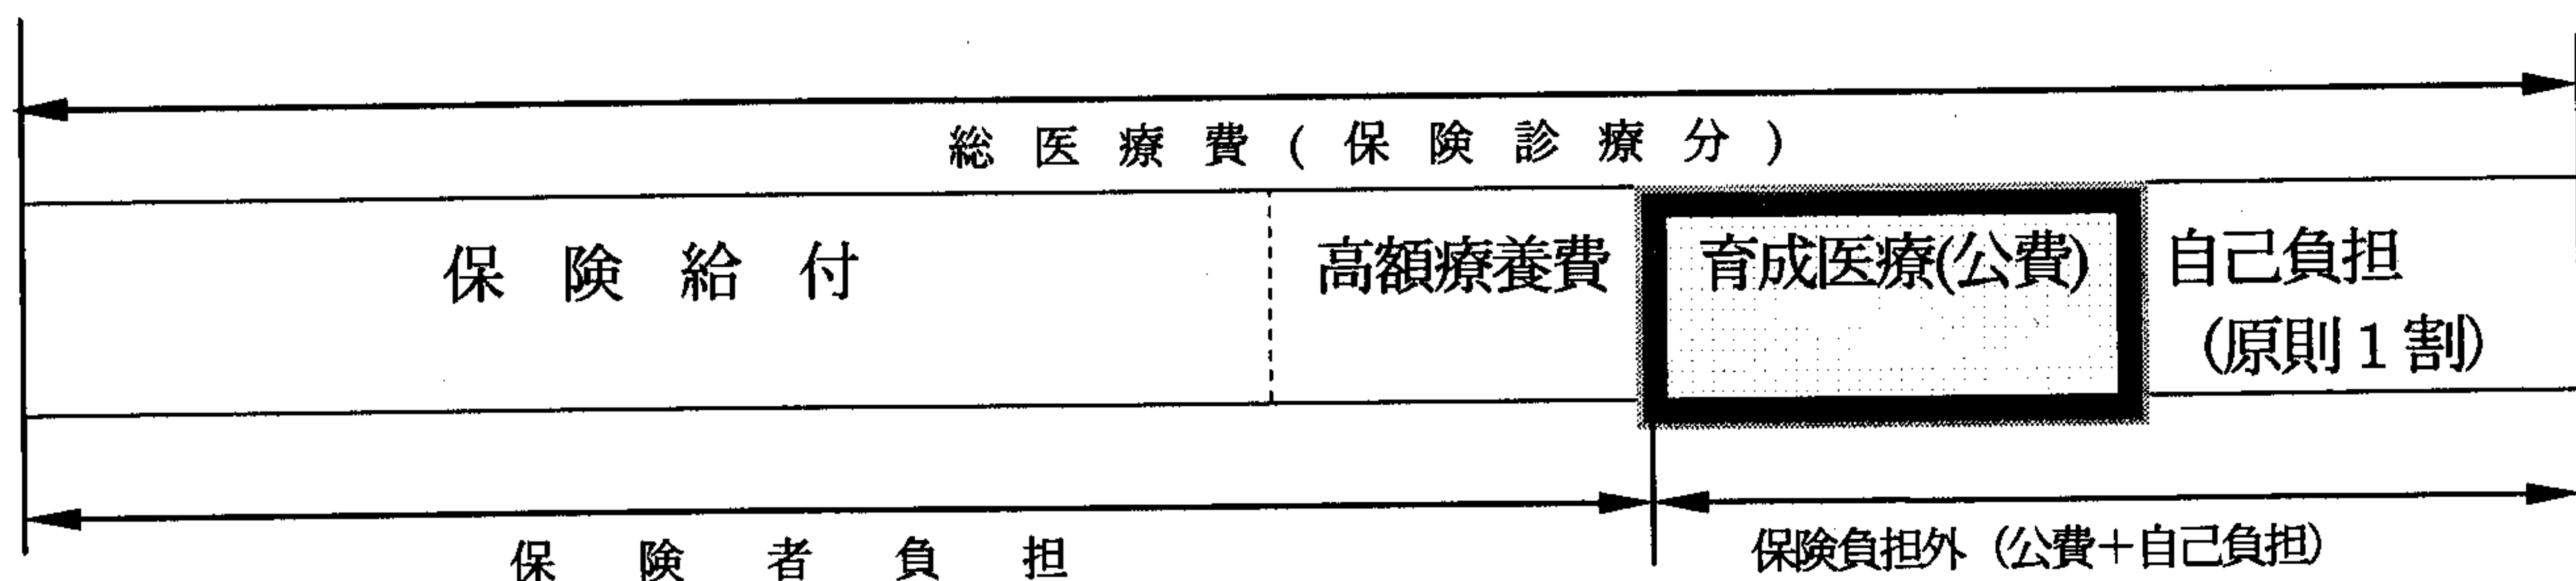 総医療費(保険診療分)
保険給付
高額療養費
育成医療(公費)
自己負担
(原則1割)
保険者負担
保険負担外(公費+自己負担)